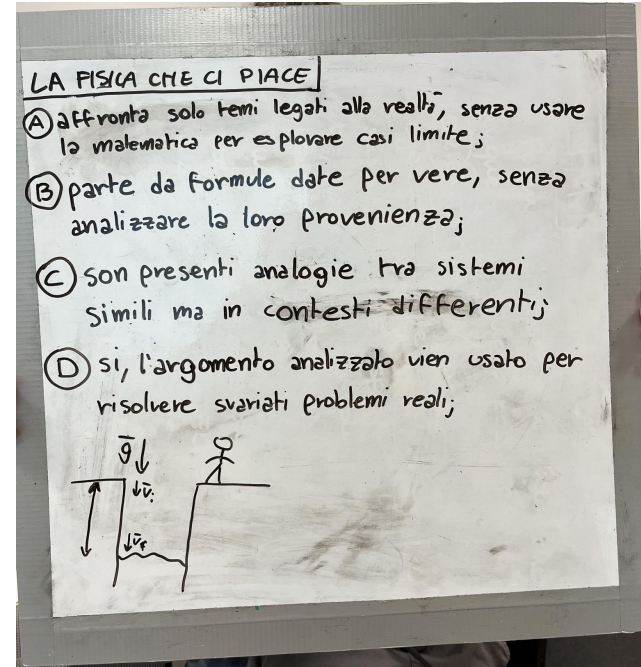 LA FISICA CHE CI PIACE
A affronta solo temi legati alla realtà, senza usare
la matematica per esplorare casi limite;
B parte da formule date per vere, senza
analizzare la loro provenienza;
C son presenti analogie tra sistemi
simili ma in contesti differenti;
D si, l'argomento analizzato vien usato per
risolvere svariati problemi reali;
g
vi
vf